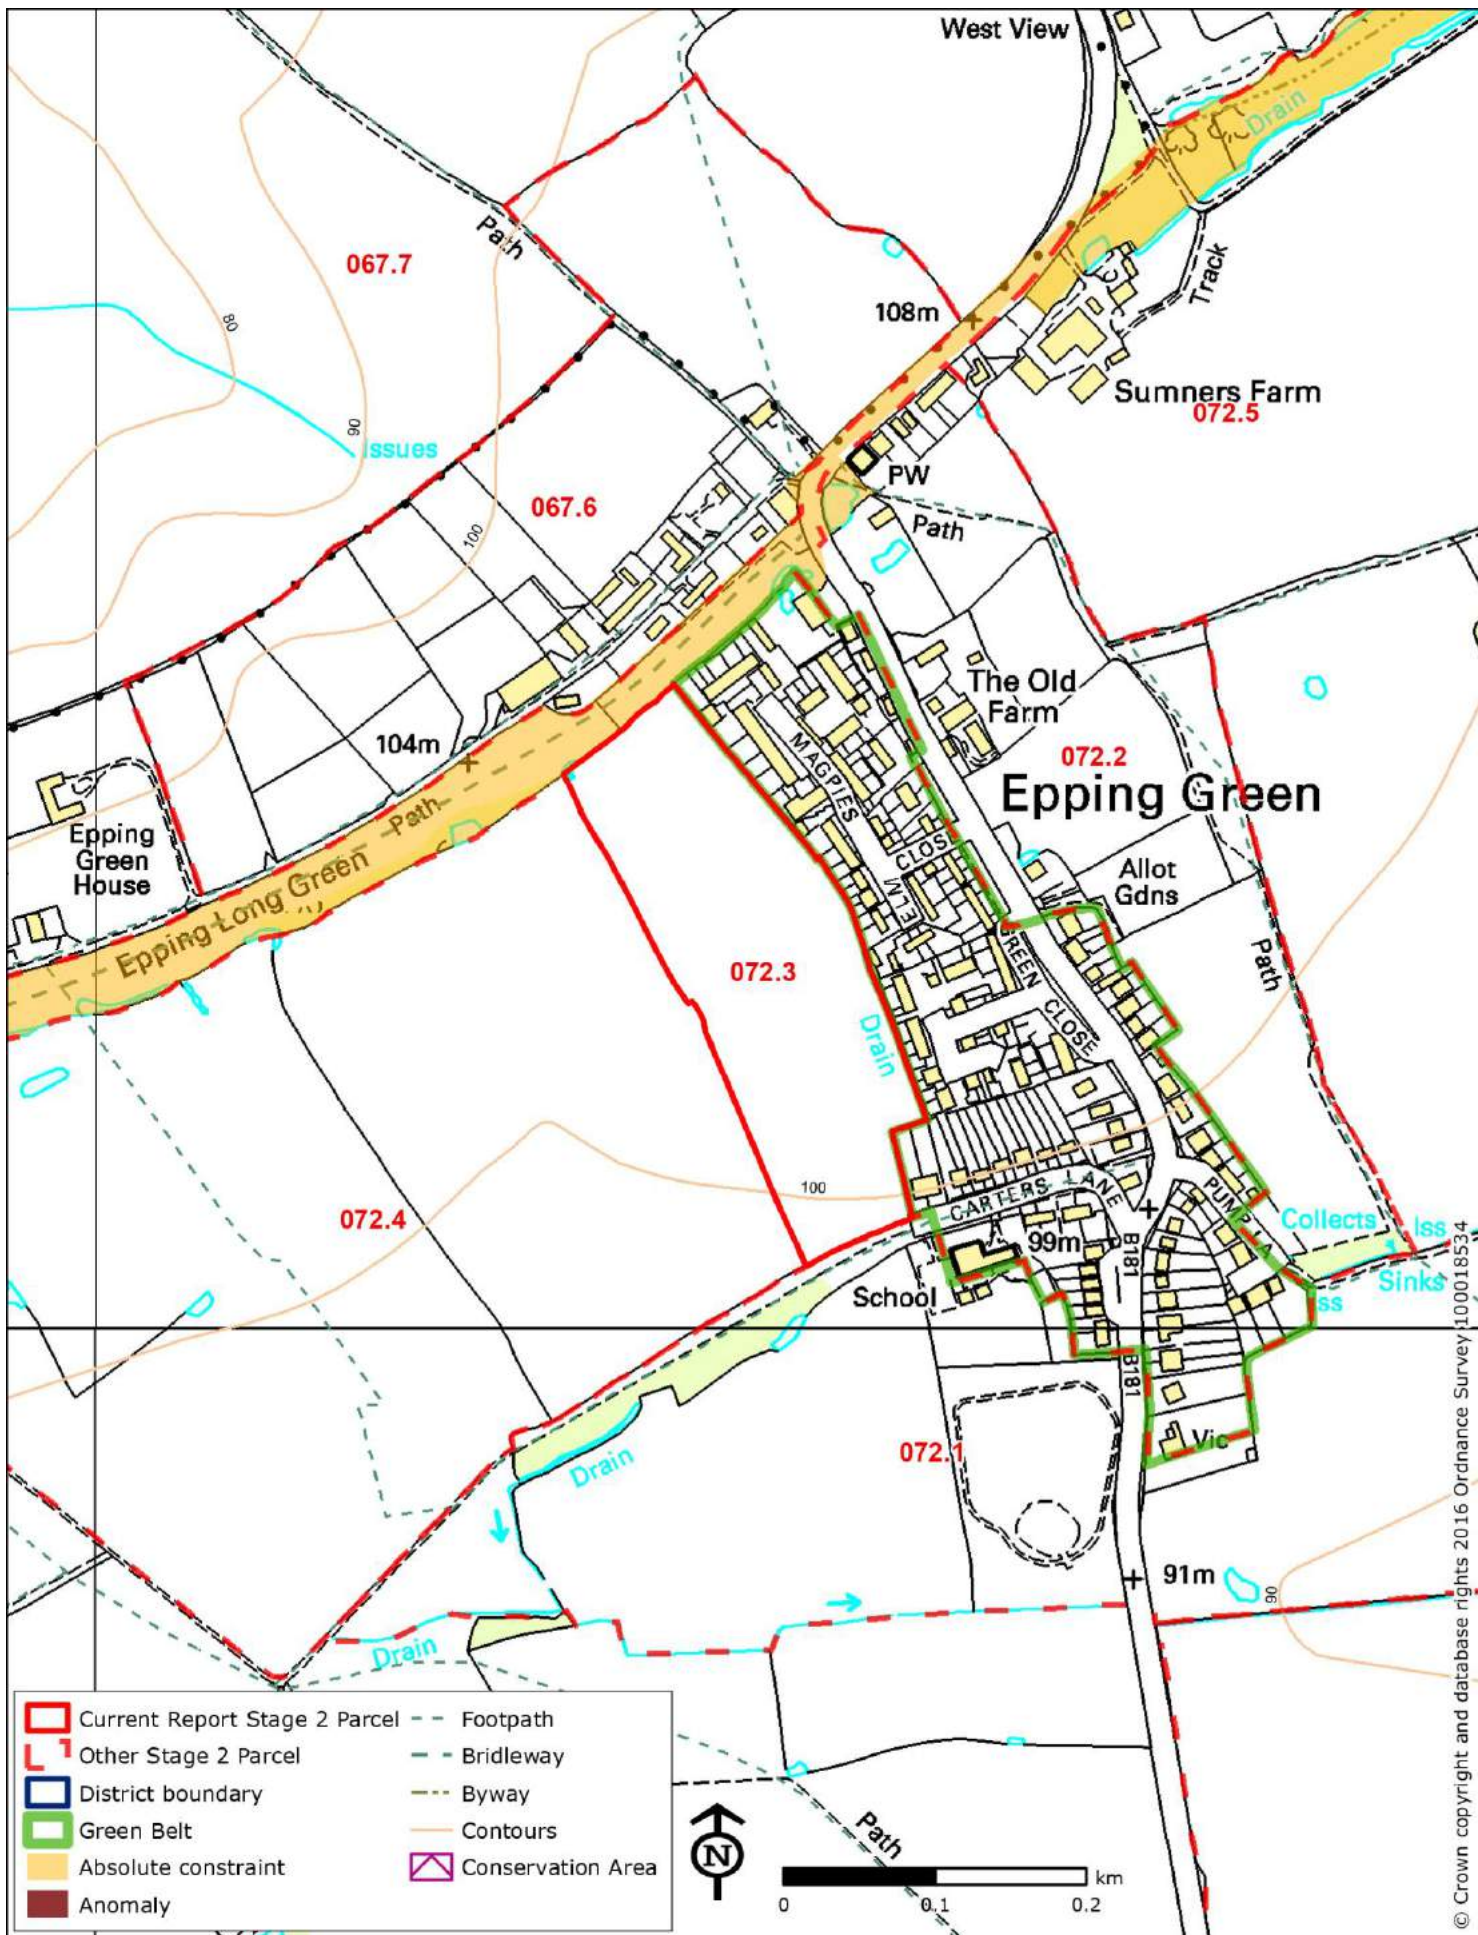 West View
Drain
067.7
Path
80
108m
Track
Sumners Farm
072.5
90
Issues
PW
067.6
100
Path
The Old
Farm
104m
MAGPIES
072.2
Epping Green
Path
Epping
Green
House
CLOS
Allot
Gdns
ELM
Epping Long Green
GREEN CLOSE
Path
072.3
Drain
100
CARTERS LANE
PUMP LA
072.4
Collects
Iss
99m
B181
Sinks
School
Iss
B181
072.1
Vic
Drain
91m
90
Drain
Path
Current Report Stage 2 Parcel
Other Stage 2 Parcel
District boundary
Green Belt
Absolute constraint
Anomaly
Footpath
Bridleway
Byway
Contours
Conservation Area
N
km
0
0.1
0.2
© Crown copyright and database rights 2016 Ordnance Survey 100018534